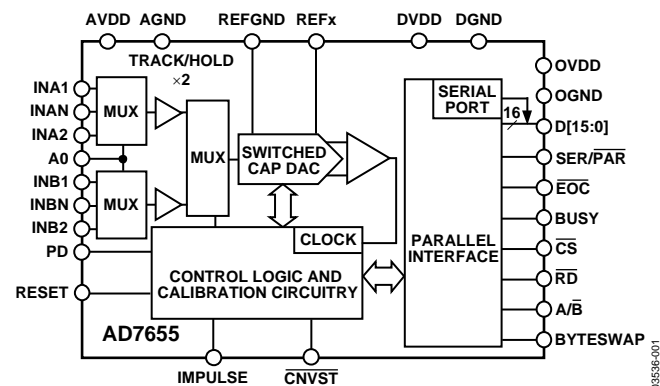 AVDD AGND REFGND REFx DVDD DGND
TRACK/HOLD
×2
OVDD
OGND
D[15:0]
SER/PAR
EOC
BUSY
CS
RD
A/B
BYTESWAP
INA1
INAN
INA2
A0
INB1
INBN
INB2
PD
RESET
MUX
MUX
MUX
SWITCHED
CAP DAC
SERIAL
PORT
16
CLOCK
PARALLEL
INTERFACE
CONTROL LOGIC AND
CALIBRATION CIRCUITRY
AD7655
IMPULSE CNVST